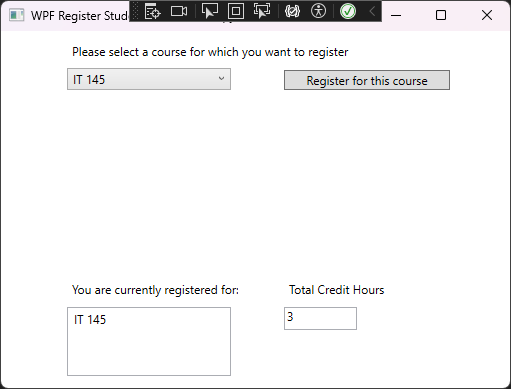 WPF Register Stud
Please select a course for which you want to register
IT 145
Register for this course
You are currently registered for:
Total Credit Hours
IT 145
3